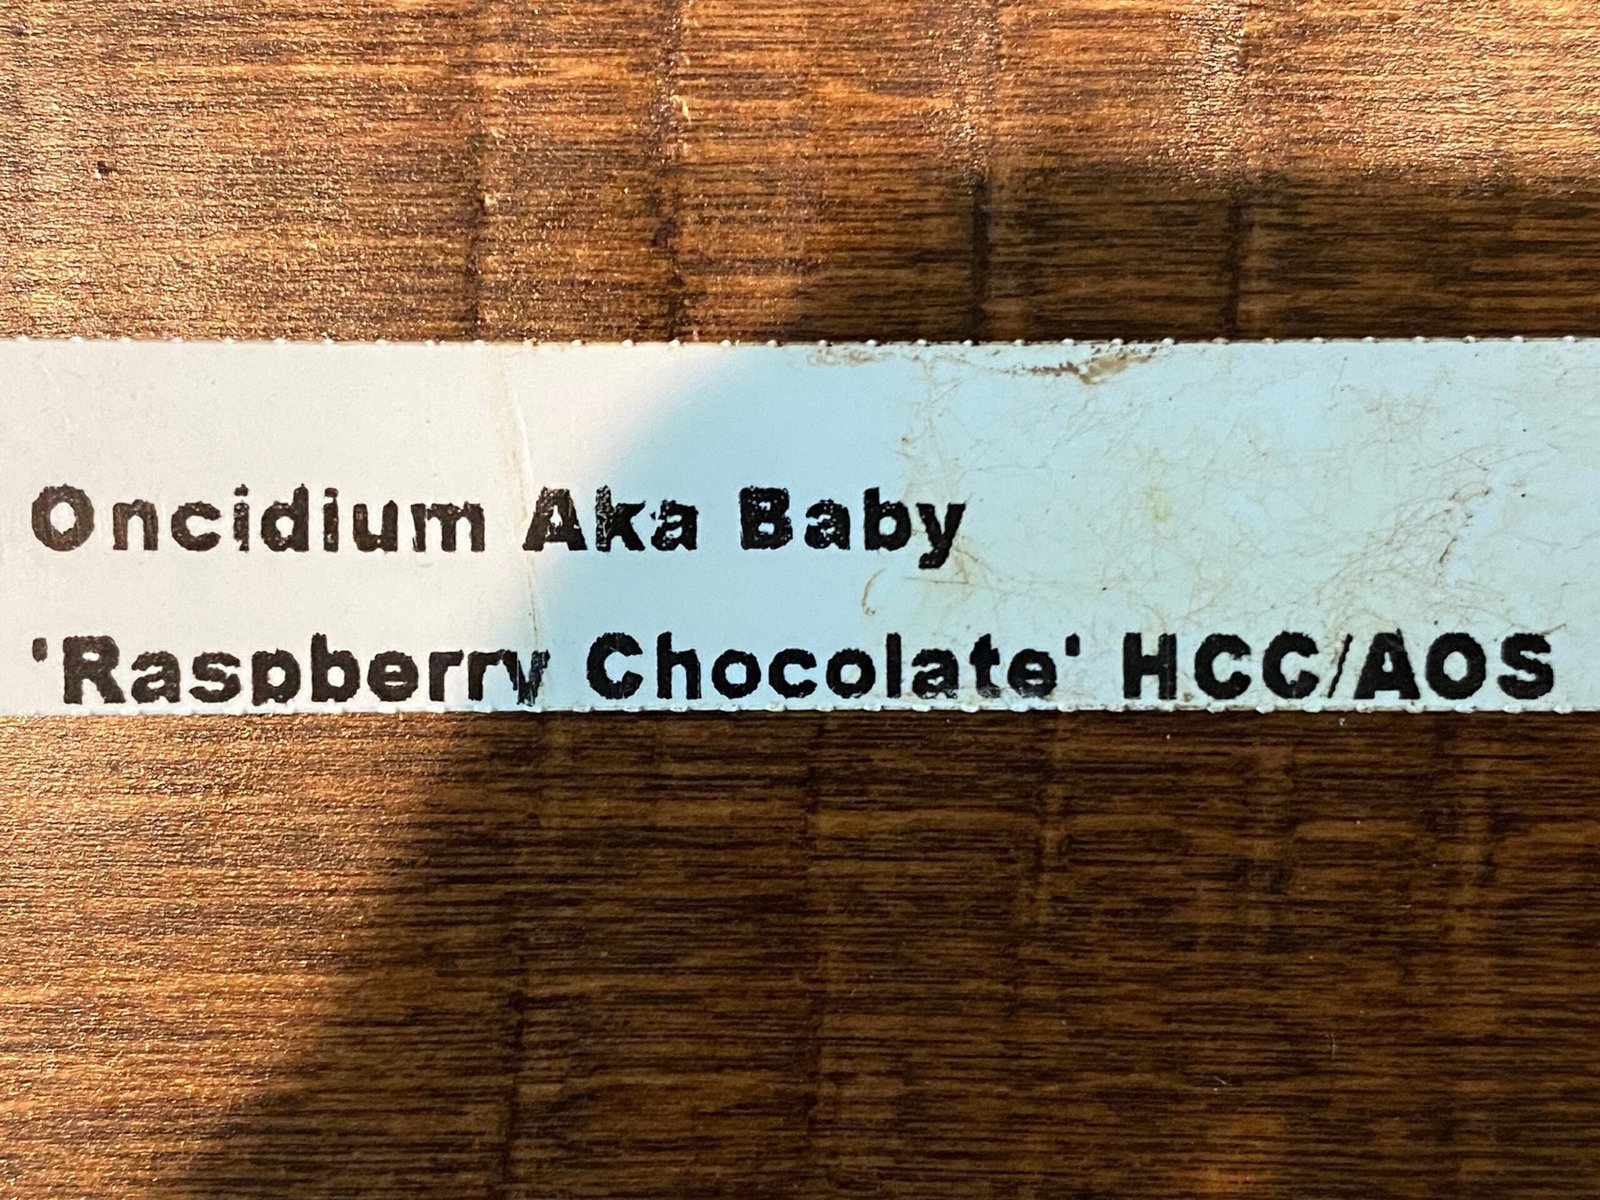 Oncidium Aka Baby
'Raspberry Chocolate' HCC/AOS